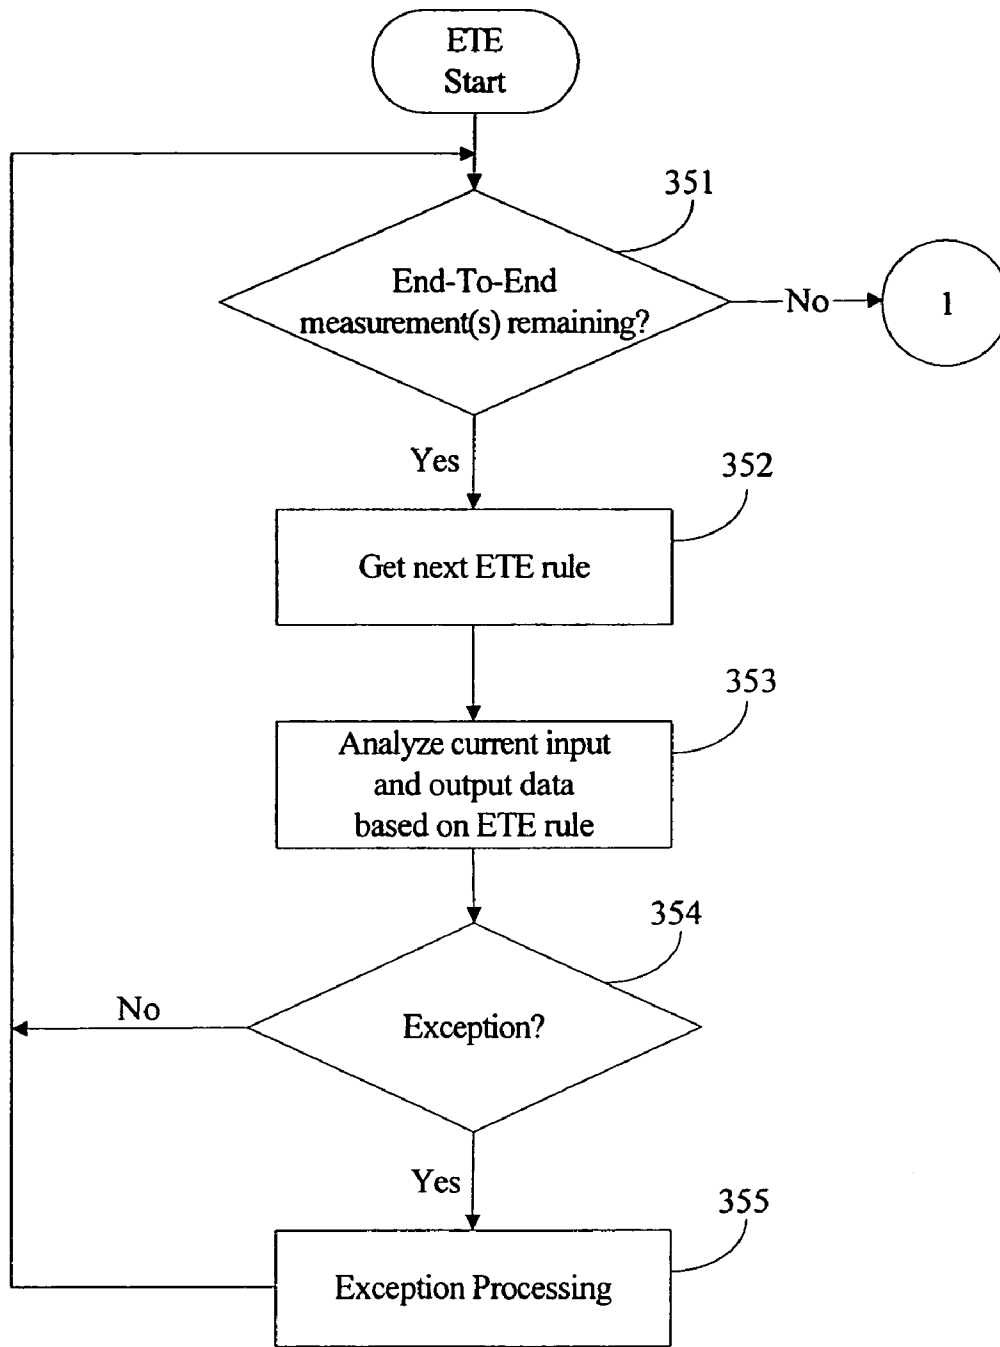 ETE
Start
351
End-To-End
measurement(s) remaining?
No
1
Yes
352
Get next ETE rule
353
Analyze current input
and output data
based on ETE rule
354
No
Exception?
Yes
355
Exception Processing